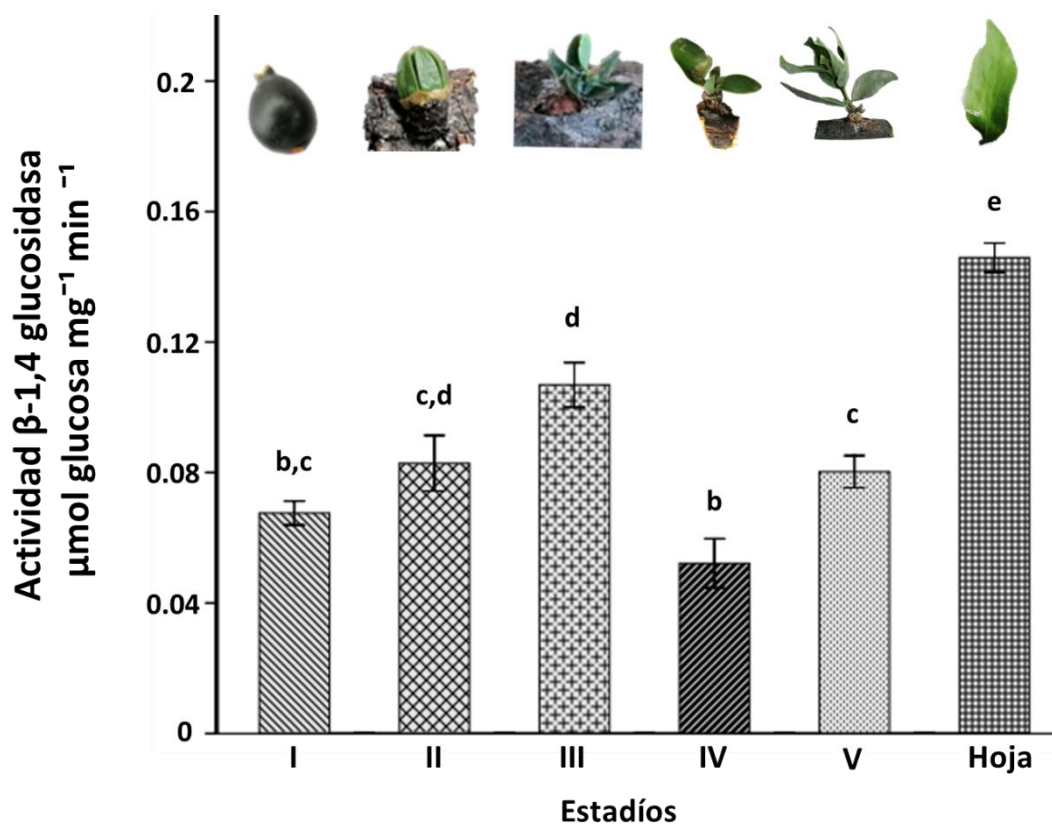 Actividad β-1,4 glucosidasa
µmol glucosa mg⁻¹ min ⁻¹
0.2
0.16
0.12
0.08
0.04
0
b,c
c,d
d
b
c
e
I
II
III
IV
V
Hoja
Estadíos